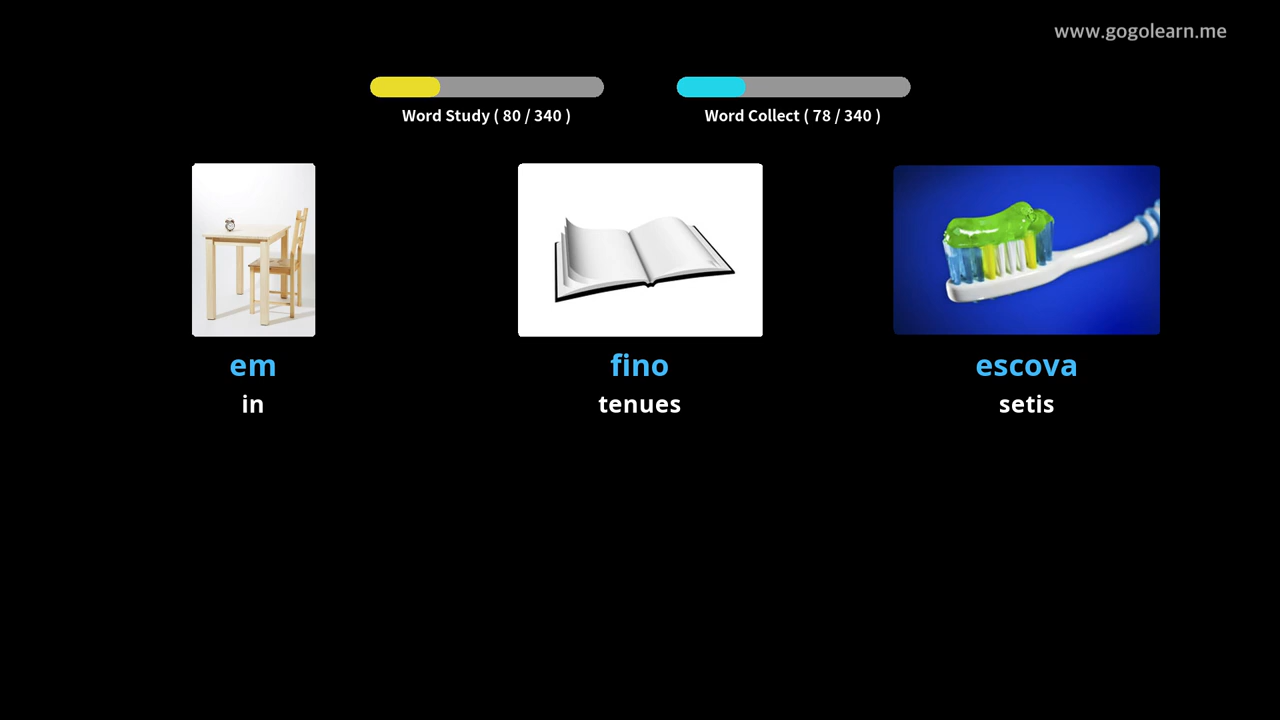 www.gogolearn.me
Word Study ( 80 / 340 )
Word Collect ( 78 / 340 )
em
fino
escova
in
tenues
setis